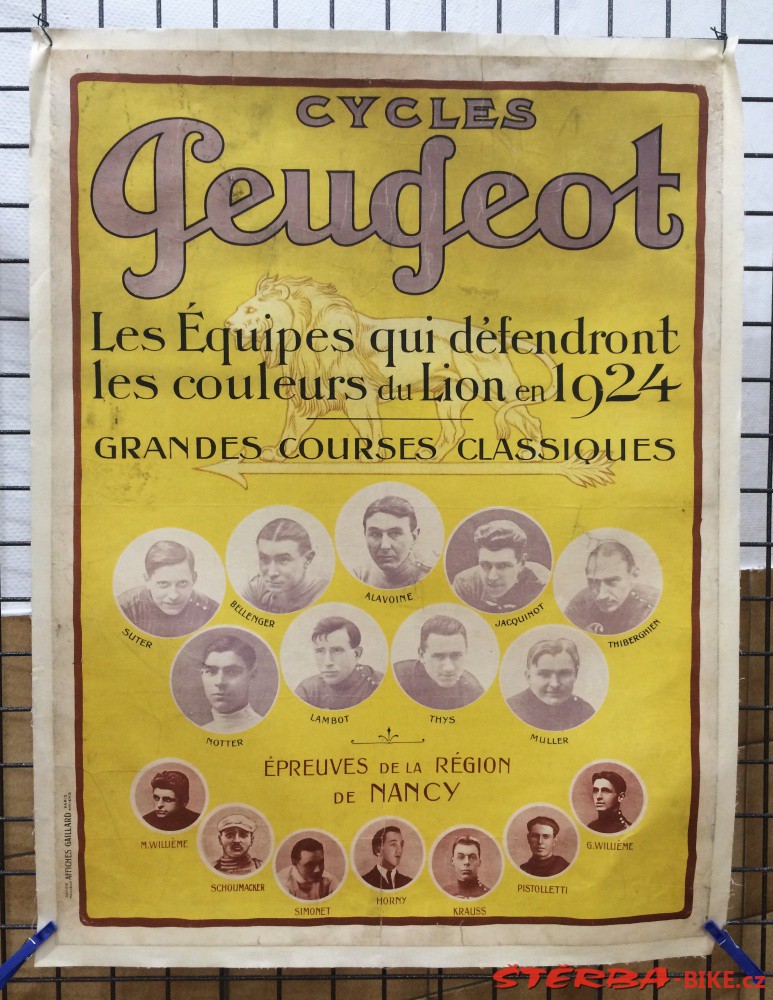 CYCLES
Peugeot
Les Équipes qui défendront
les couleurs du Lion en 1924
GRANDES COURSES CLASSIQUES
SUTER
BELLENGER
ALAVOINE
JACQUINOT
THIBERGHIEN
NOTTER
LAMBOT
THYS
MULLER
ÉPREUVES DE LA RÉGION
DE NANCY
M. WILLIÈME
SCHOUMACKER
SIMONET
HORNY
KRAUSS
PISTOLLETTI
G. WILLIÈME
AFFICHES GAILLARD PARIS
ŠTĚRBA-BIKE.cz